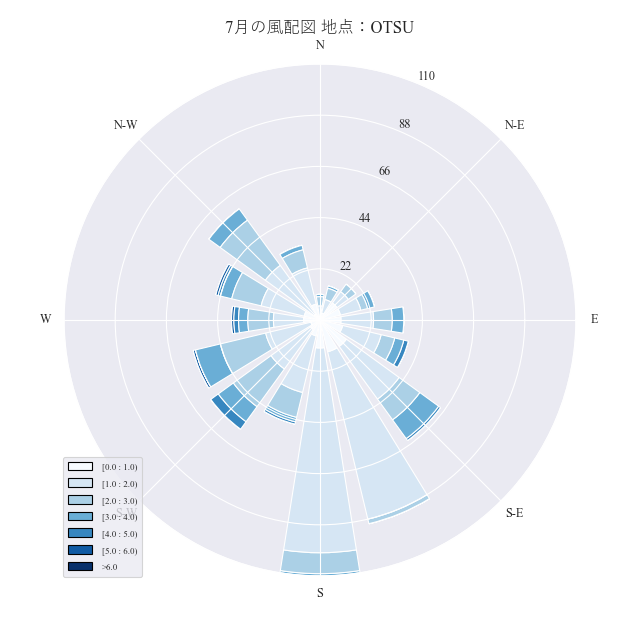 7月の風配図 地点：OTSU
N
110
N-W
N-E
88
66
44
22
W
E
[0.0 : 1.0)
[1.0 : 2.0)
[2.0 : 3.0)
[3.0 : 4.0)
[4.0 : 5.0)
[5.0 : 6.0)
>6.0
S-W
S-E
S